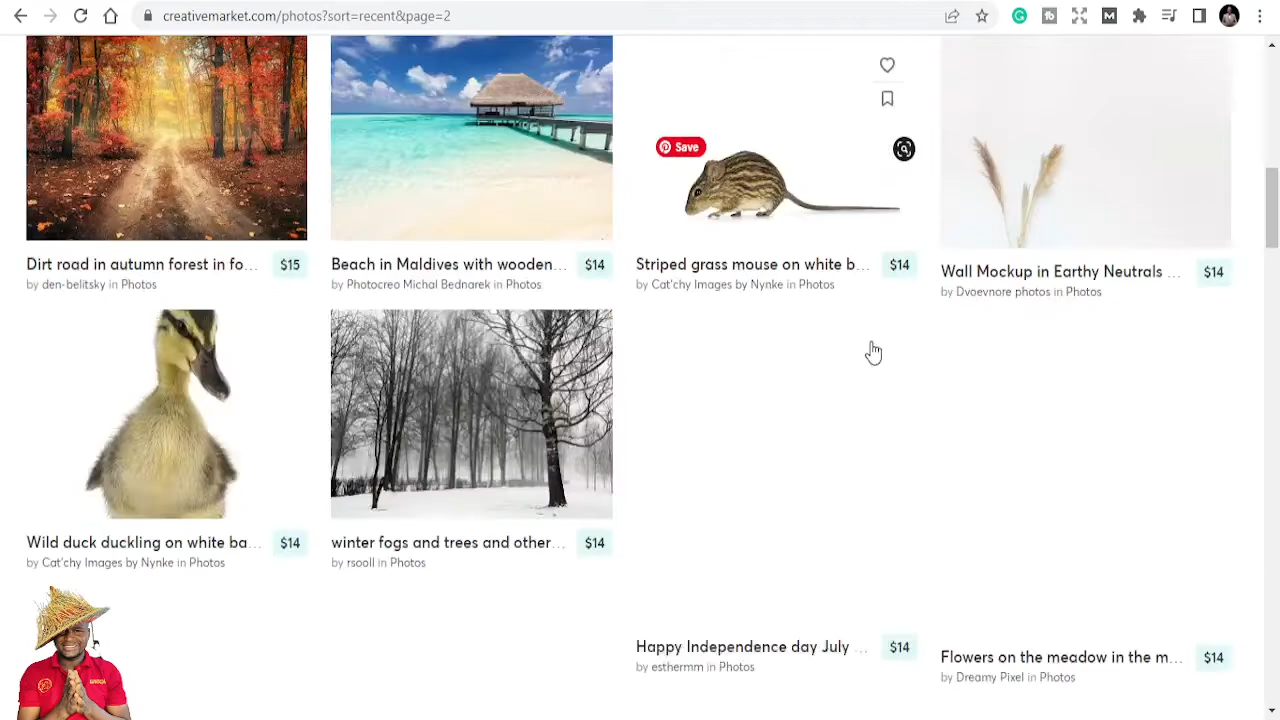 creativemarket.com/photos?sort=recent&page=2
Save
Dirt road in autumn forest in fo... $15
by den-belitsky in Photos
Beach in Maldives with wooden... $14
by Photocreo Michal Bednarek in Photos
Striped grass mouse on white b... $14
by Cat'chy Images by Nynke in Photos
Wall Mockup in Earthy Neutrals ... $14
by Dvoevnore photos in Photos
Wild duck duckling on white ba... $14
by Cat'chy Images by Nynke in Photos
winter fogs and trees and other... $14
by rsooll in Photos
Happy Independence day July ... $14
by esthermm in Photos
Flowers on the meadow in the m... $14
by Dreamy Pixel in Photos